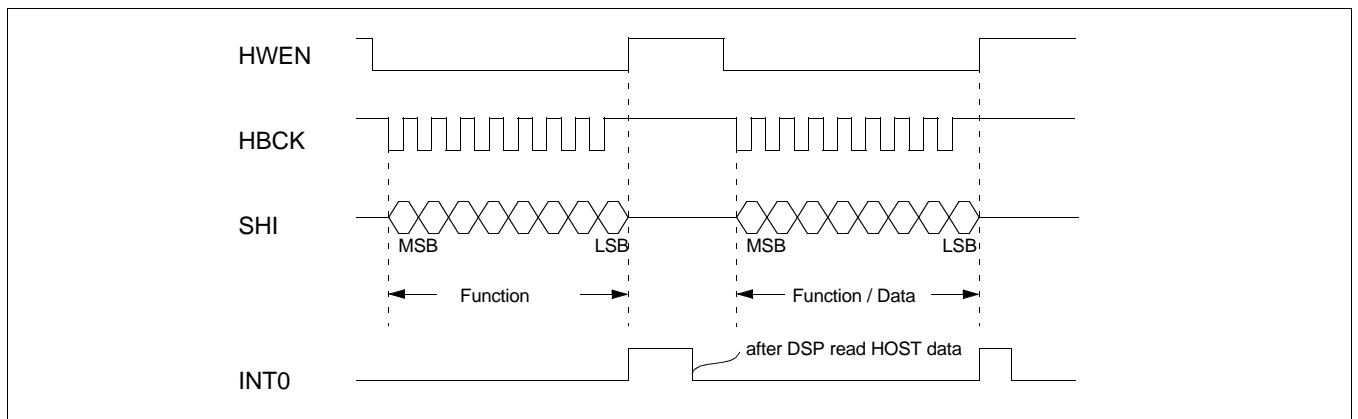 HWEN
HBCK
SHI
MSB LSB MSB LSB
Function Function / Data
after DSP read HOST data
INT0